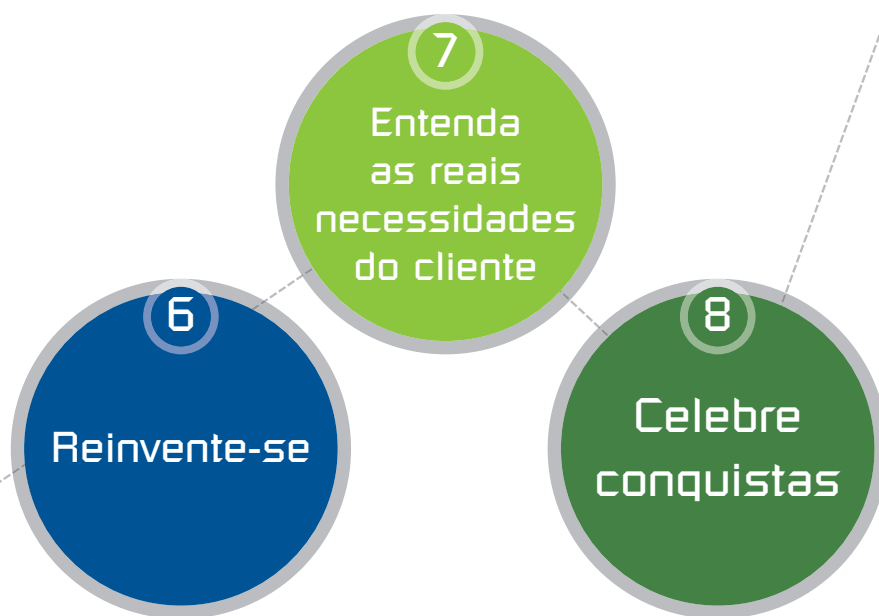 6
Reinvente-se
7
Entenda
as reais
necessidades
do cliente
8
Celebre
conquistas